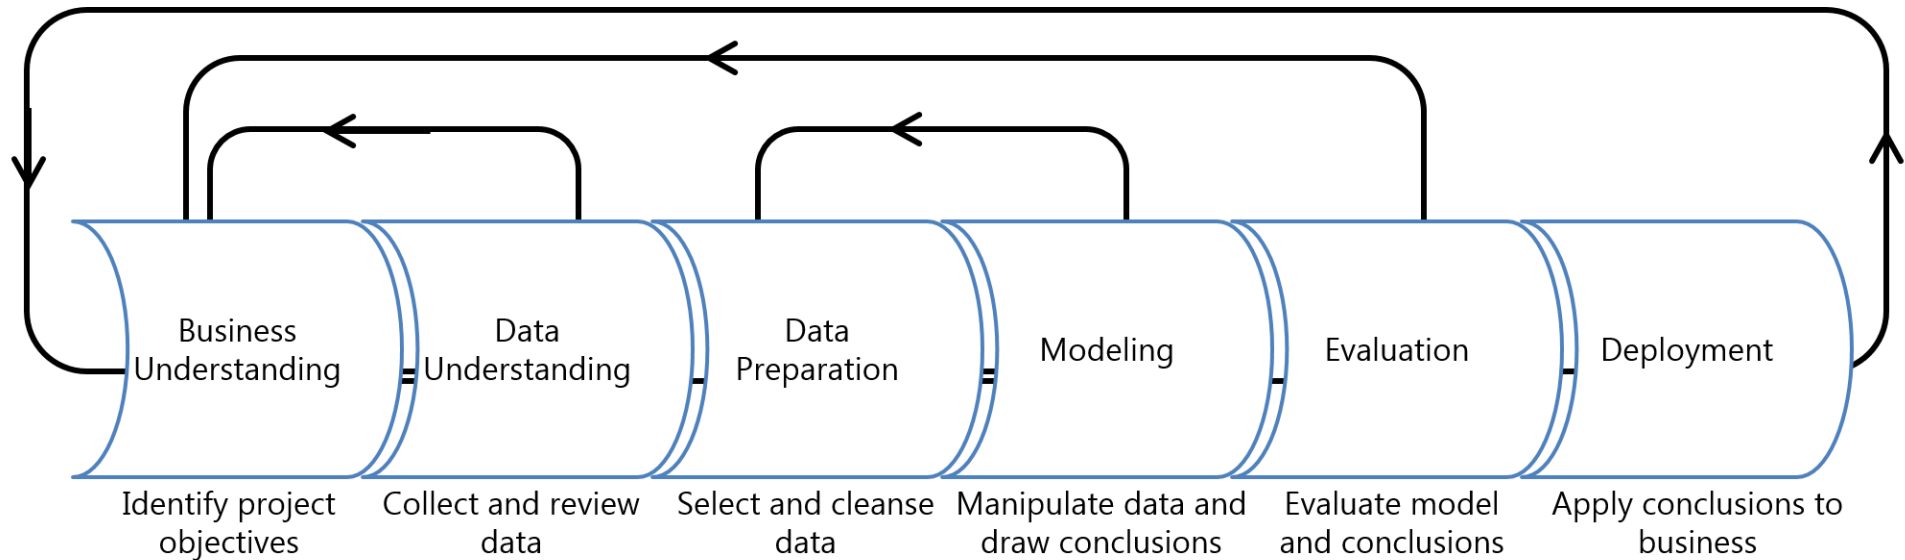 Business
Understanding
Data
Understanding
Data
Preparation
Modeling
Evaluation
Deployment
Identify project
objectives
Collect and review
data
Select and cleanse
data
Manipulate data and
draw conclusions
Evaluate model
and conclusions
Apply conclusions to
business